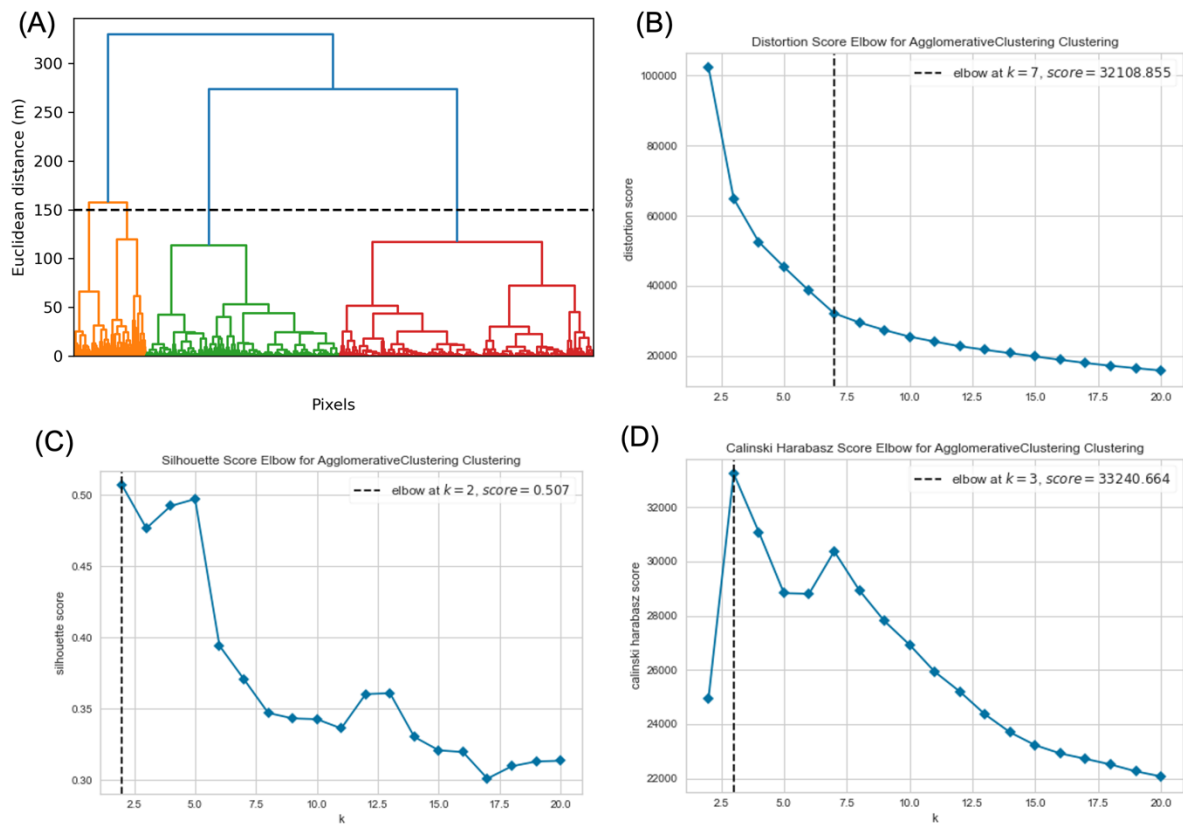 (A)
Euclidean distance (m)
300
250
200
150
100
50
0
Pixels
(B)
Distortion Score Elbow for AgglomerativeClustering Clustering
elbow at k = 7, score = 32108.855
distortion score
100000
80000
60000
40000
20000
2.5 5.0 7.5 10.0 12.5 15.0 17.5 20.0
(C)
Silhouette Score Elbow for AgglomerativeClustering Clustering
elbow at k = 2, score = 0.507
silhouette score
0.50
0.45
0.40
0.35
0.30
2.5 5.0 7.5 10.0 12.5 15.0 17.5 20.0
k
(D)
Calinski Harabasz Score Elbow for AgglomerativeClustering Clustering
elbow at k = 3, score = 33240.664
calinski harabasz score
32000
30000
28000
26000
24000
22000
2.5 5.0 7.5 10.0 12.5 15.0 17.5 20.0
k